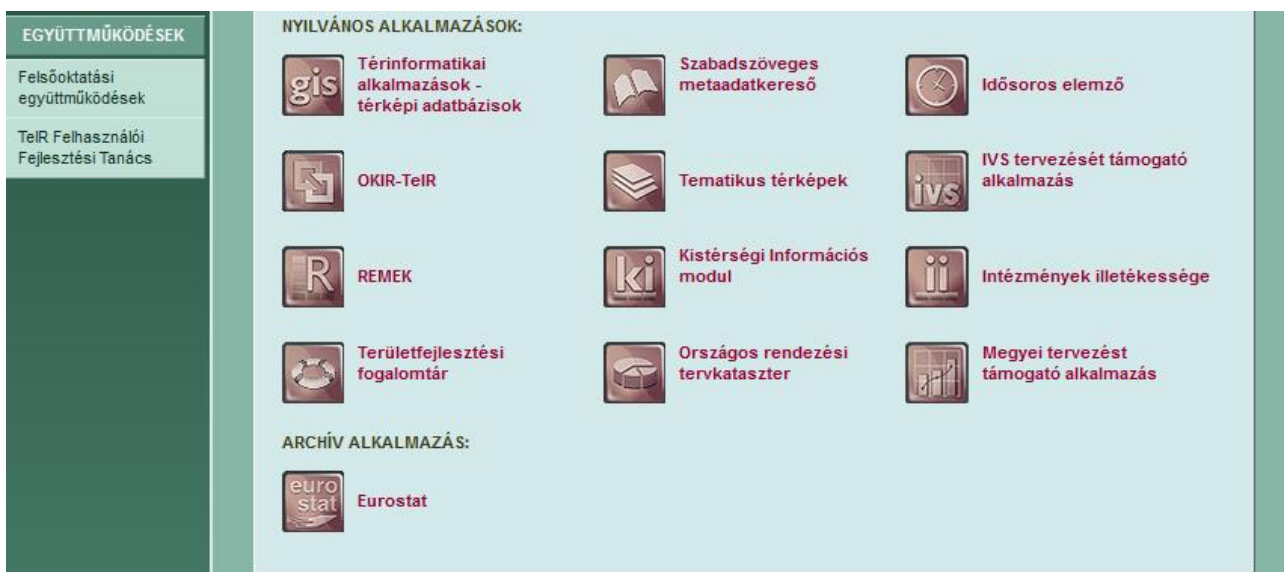 EGYÜTTMŰKÖDÉSEK
Felsőoktatási
együttműködések
TeIR Felhasználói
Fejlesztési Tanács
NYILVÁNOS ALKALMAZÁSOK:
gis
Térinformatikai
alkalmazások -
térképi adatbázisok
Szabadszöveges
metaadatkereső
Idősoros elemző
OKIR-TeIR
Tematikus térképek
ivs
IVS tervezését támogató
alkalmazás
R
REMEK
ki
Kistérségi Információs
modul
ii
Intézmények illetékessége
Területfejlesztési
fogalomtár
Országos rendezési
tervkataszter
Megyei tervezést
támogató alkalmazás
ARCHÍV ALKALMAZÁS:
euro
stat
Eurostat